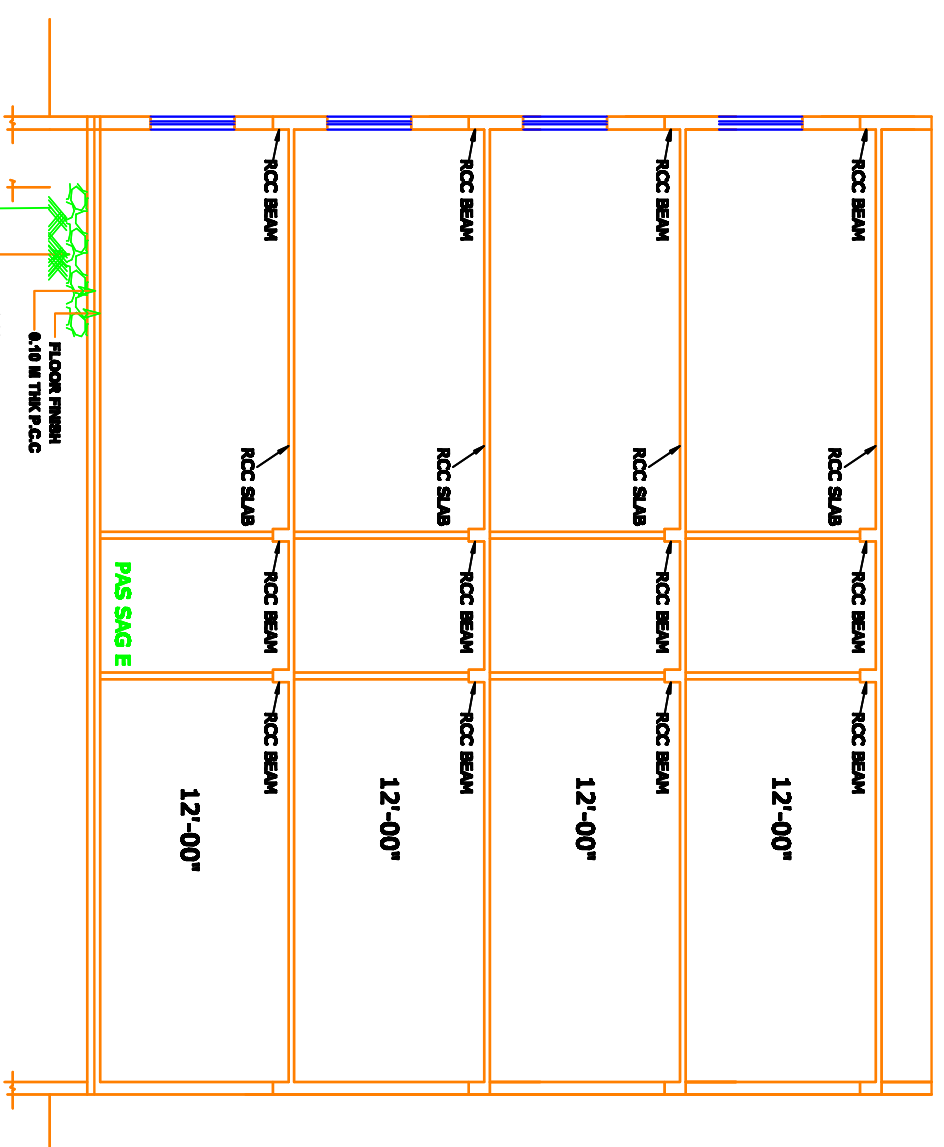 RCC BEAM
RCC SLAB
RCC BEAM
RCC BEAM
12'-00"
RCC BEAM
RCC SLAB
RCC BEAM
RCC BEAM
12'-00"
RCC BEAM
RCC SLAB
RCC BEAM
RCC BEAM
12'-00"
RCC BEAM
RCC SLAB
RCC BEAM
RCC BEAM
12'-00"
PAS SAG E
FLOOR FINISH
0.10 M THK P.C.C